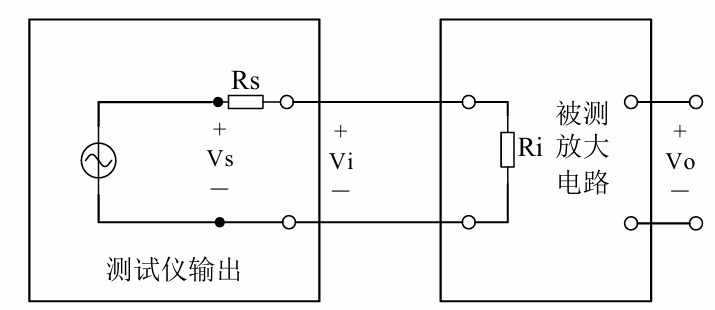 Rs
+
Vs
—
+
Vi
—
Ri
被测
放大
电路
+
Vo
—
测试仪输出